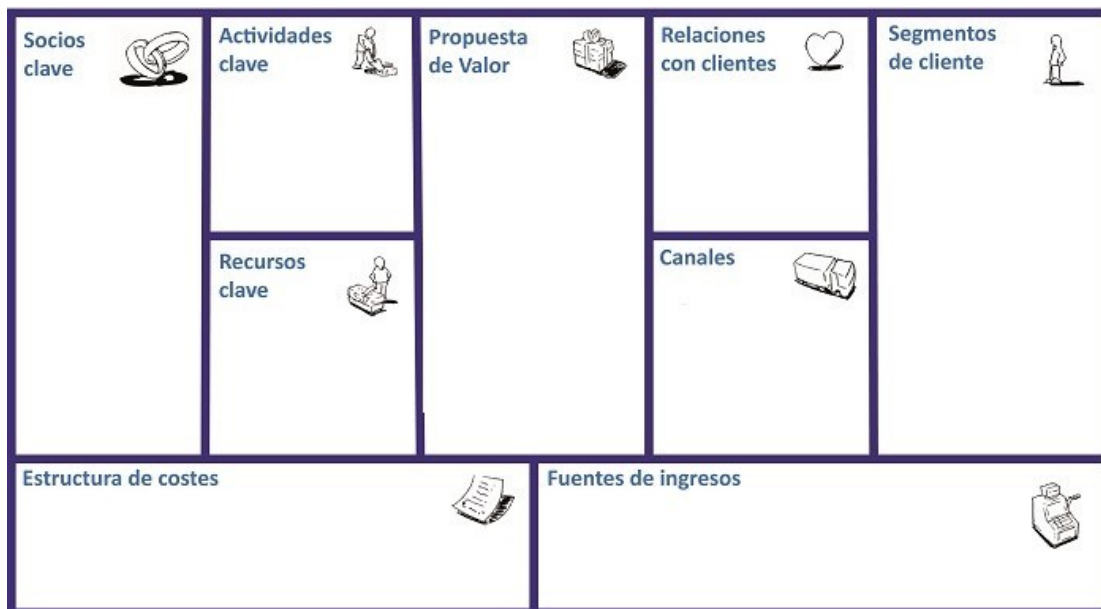 Socios
clave
Actividades
clave
Propuesta
de Valor
Relaciones
con clientes
Segmentos
de cliente
Recursos
clave
Canales
Estructura de costes
Fuentes de ingresos